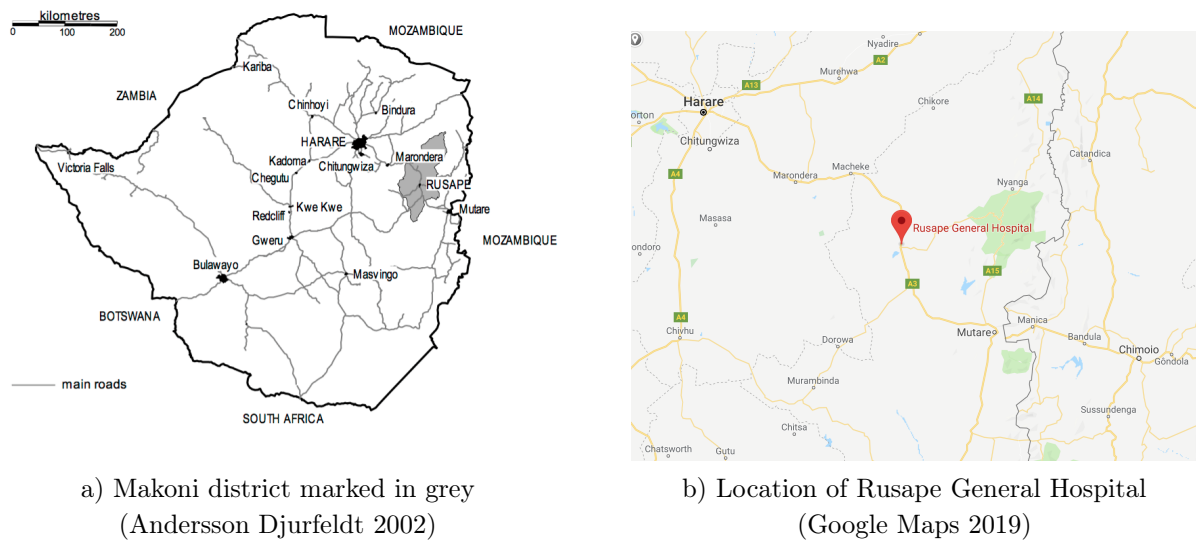 kilometres
0 100 200
MOZAMBIQUE
Kariba
ZAMBIA
Chinhoyi
Bindura
HARARE
Victoria Falls
Kadoma
Chitungwiza
Marondera
Chegutu
RUSAPE
Kwe Kwe
Redcliff
Mutare
Gweru
MOZAMBIQUE
Bulawayo
Masvingo
BOTSWANA
main roads
SOUTH AFRICA
a) Makoni district marked in grey
(Andersson Djurfeldt 2002)
Nyadire
A2
Murehwa
A13
Harare
Chikore
A14
orton
Chitungwiza
Catandica
Macheke
A4
Marondera
Nyanga
Masasa
Rusape General Hospital
ondoro
A15
A3
A4
Chivhu
Mutare
Manica
Bandula
Dorowa
Chimoio
Gôndola
Murambinda
Sussundenga
Chitsa
Chatsworth
Gutu
b) Location of Rusape General Hospital
(Google Maps 2019)